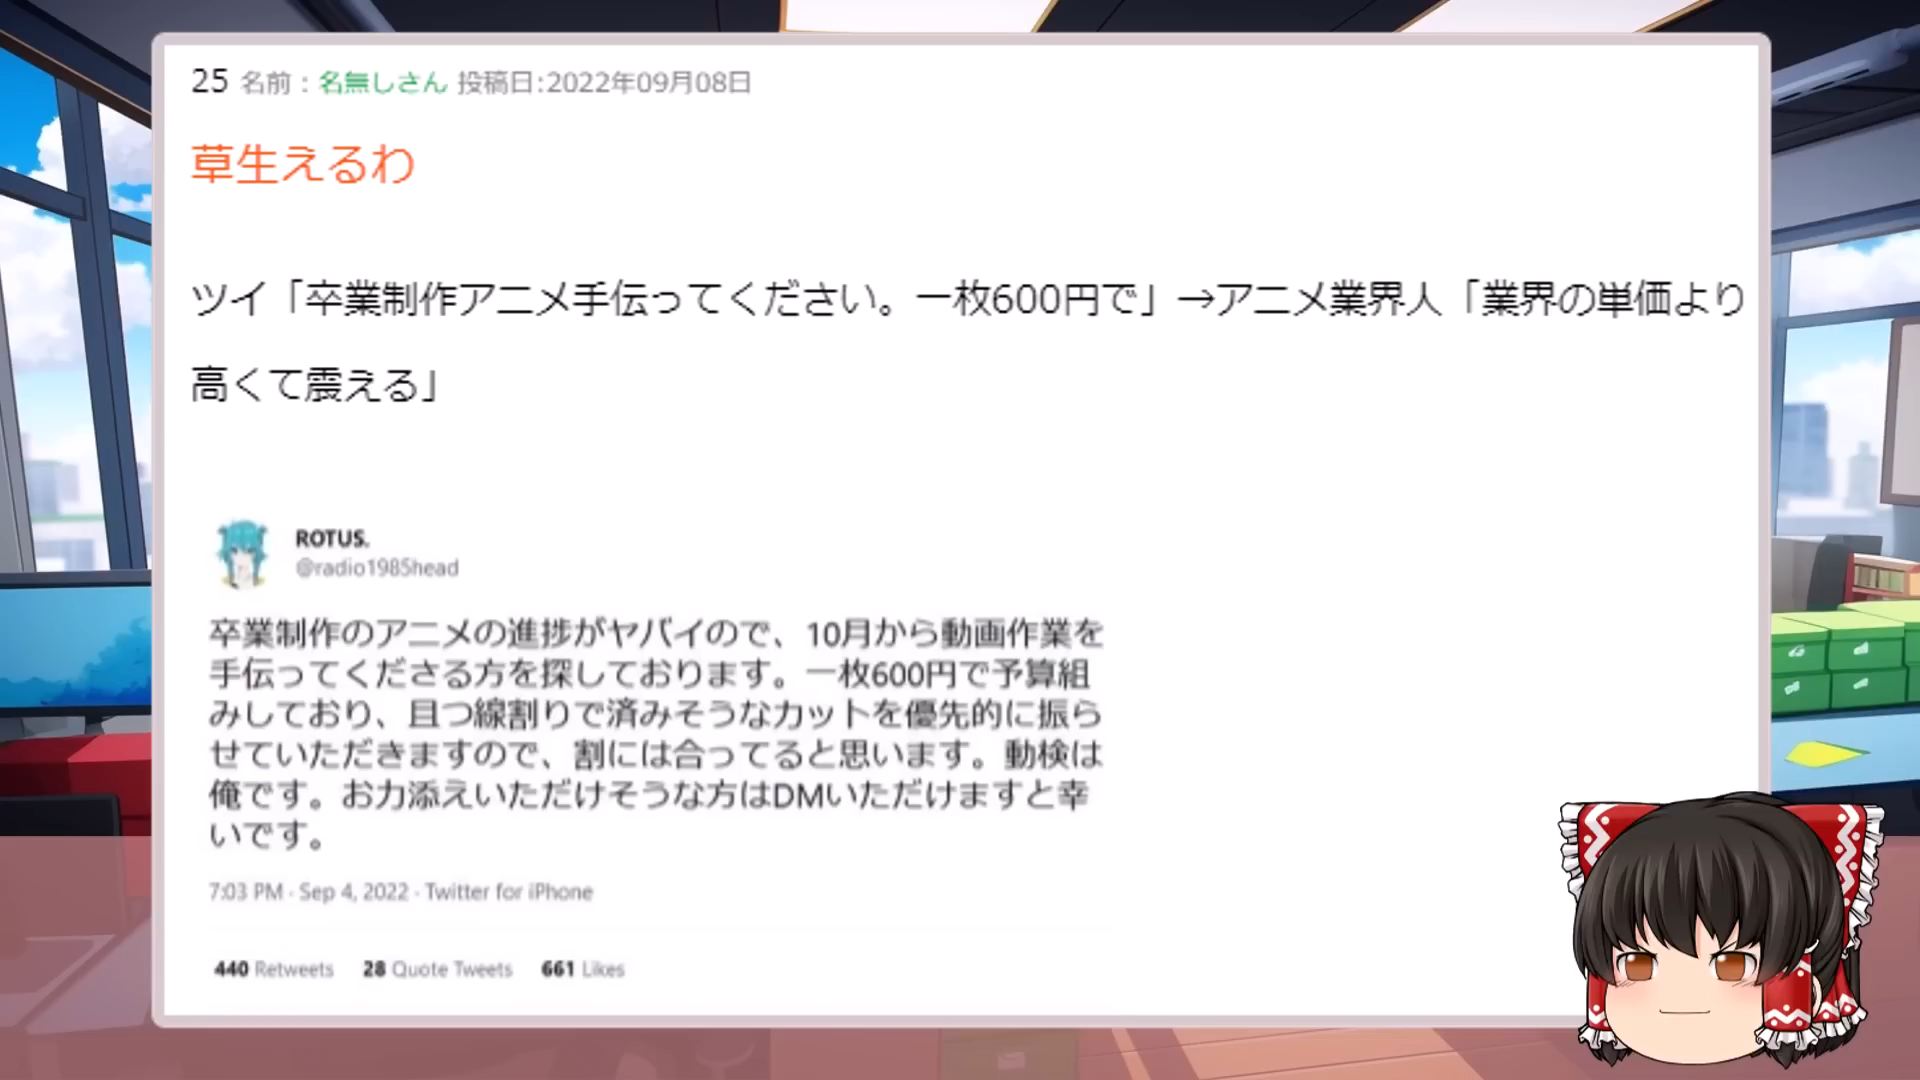 25 名前：名無しさん 投稿日:2022年09月08日
草生えるわ
ツイ「卒業制作アニメ手伝ってください。一枚600円で」→アニメ業界人「業界の単価より
高くて震える」
ROTUS.
@radio1985head
卒業制作のアニメの進捗がヤバイので、10月から動画作業を
手伝ってくださる方を探しております。一枚600円で予算組
みしており、且つ線割りで済みそうなカットを優先的に振ら
せていただきますので、割には合ってると思います。動検は
俺です。お力添えいただけそうな方はDMいただけますと幸
いです。
7:03 PM · Sep 4, 2022 · Twitter for iPhone
440 Retweets 28 Quote Tweets 661 Likes